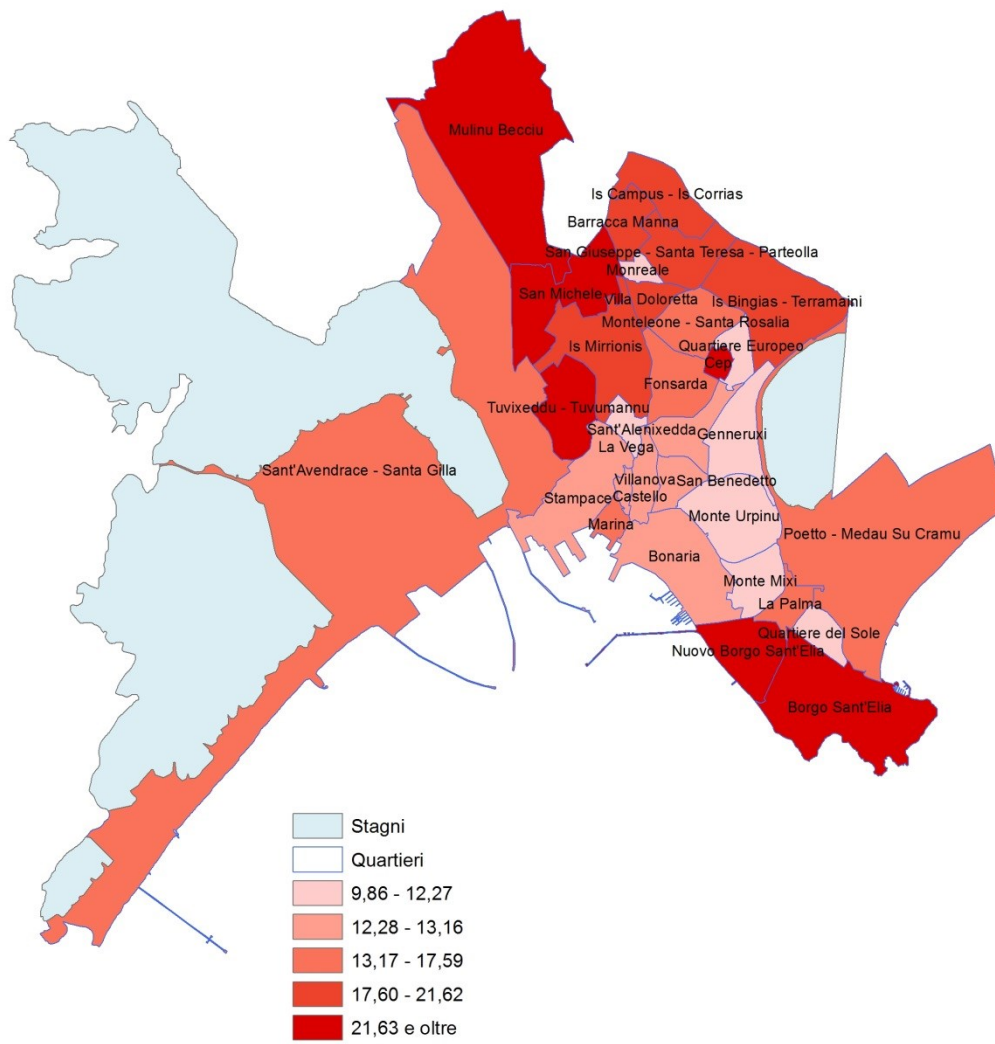 Mulinu Becciu
Is Campus - Is Corrias
Barracca Manna
San Giuseppe - Santa Teresa - Parteolla
Monreale
San Michele
Villa Doloretta
Is Bingias - Terramaini
Monteleone - Santa Rosalia
Is Mirrionis
Quartiere Europeo
Cep
Fonsarda
Tuvixeddu - Tuvumannu
Sant'Alenixedda
Genneruxi
La Vega
Sant'Avendrace - Santa Gilla
Villanova
San Benedetto
Stampace
Castello
Monte Urpinu
Marina
Poetto - Medau Su Cramu
Bonaria
Monte Mixi
La Palma
Quartiere del Sole
Nuovo Borgo Sant'Elia
Borgo Sant'Elia
Stagni
Quartieri
9,86 - 12,27
12,28 - 13,16
13,17 - 17,59
17,60 - 21,62
21,63 e oltre